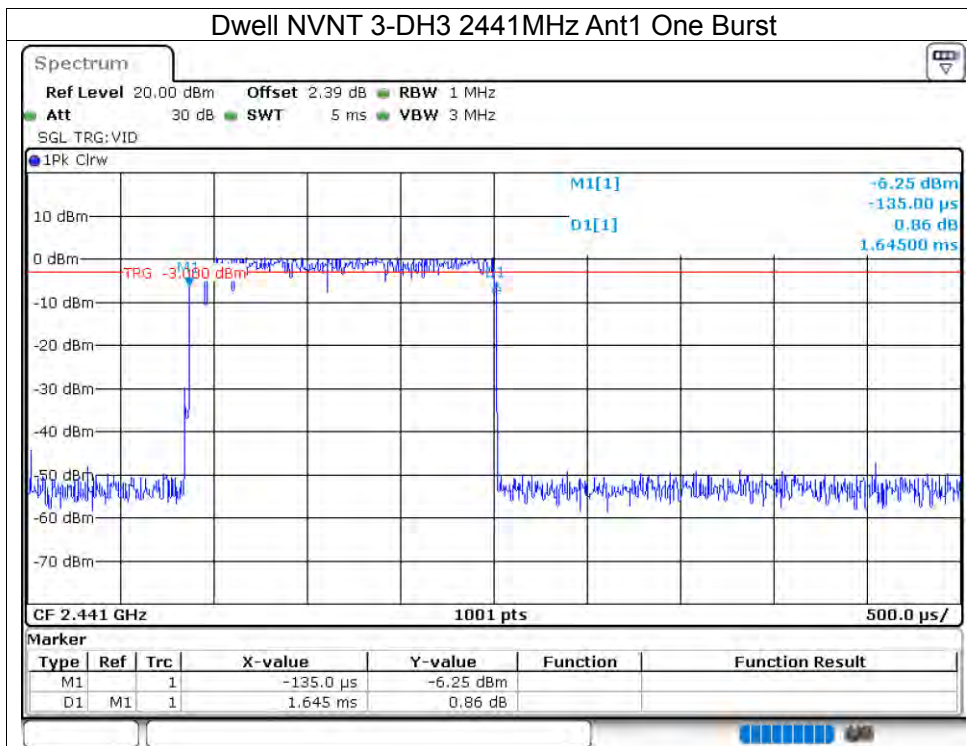 Dwell NVNT 3-DH3 2441MHz Ant1 One Burst
Spectrum
Ref Level 20.00 dBm Offset 2.39 dB RBW 1 MHz
Att 30 dB SWT 5 ms VBW 3 MHz
SGL TRG:VID
1Pk Clrw
M1[1] -6.25 dBm
-135.00 µs
10 dBm
D1[1] 0.86 dB
1.64500 ms
0 dBm
TRG -3.000 dBm
M1
D1
-10 dBm
-20 dBm
-30 dBm
-40 dBm
-50 dBm
-60 dBm
-70 dBm
CF 2.441 GHz 1001 pts 500.0 µs/
Marker
Type Ref Trc X-value Y-value Function Function Result
M1 1 -135.0 µs -6.25 dBm
D1 M1 1 1.645 ms 0.86 dB